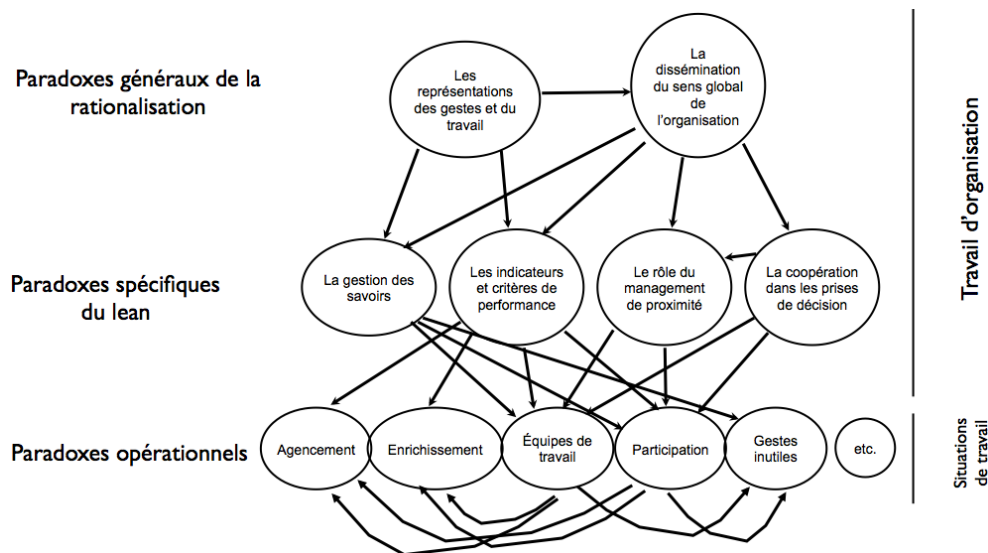 Paradoxes généraux de la
rationalisation
Les
représentations
des gestes et du
travail
La
dissémination
du sens global
de
l'organisation
Travail d'organisation
Paradoxes spécifiques
du lean
La gestion des
savoirs
Les indicateurs
et critères de
performance
Le rôle du
management
de proximité
La coopération
dans les prises
de décision
Paradoxes opérationnels
Agencement
Enrichissement
Équipes de
travail
Participation
Gestes
inutiles
etc.
Situations
de travail